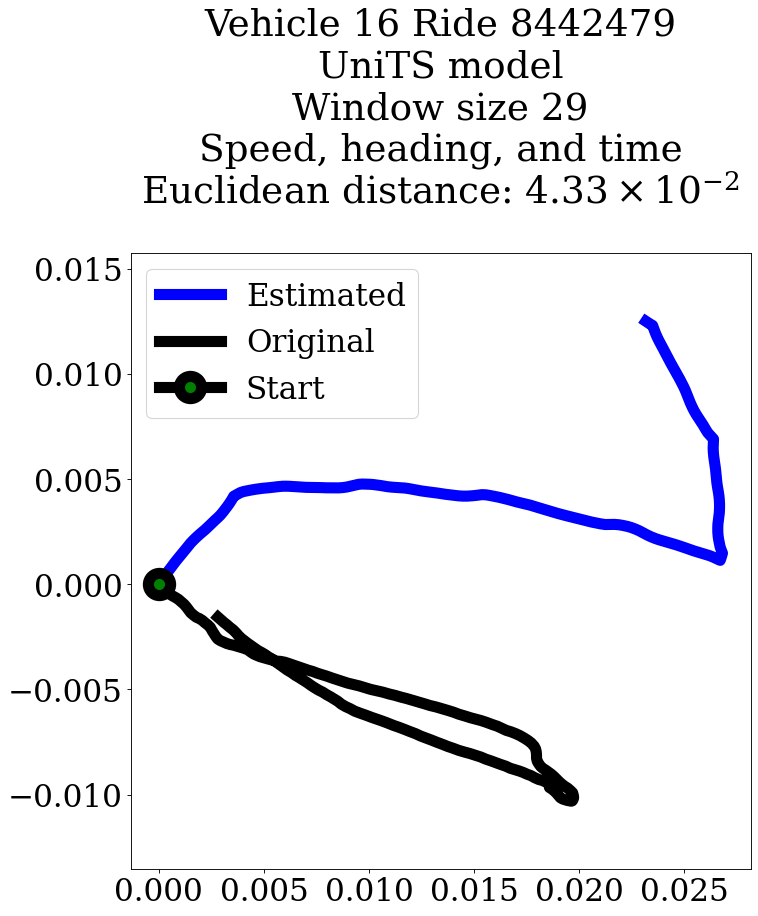 Vehicle 16 Ride 8442479
UniTS model
Window size 29
Speed, heading, and time
Euclidean distance: 4.33 × 10⁻²
0.015
Estimated
Original
0.010
Start
0.005
0.000
−0.005
−0.010
0.000 0.005 0.010 0.015 0.020 0.025